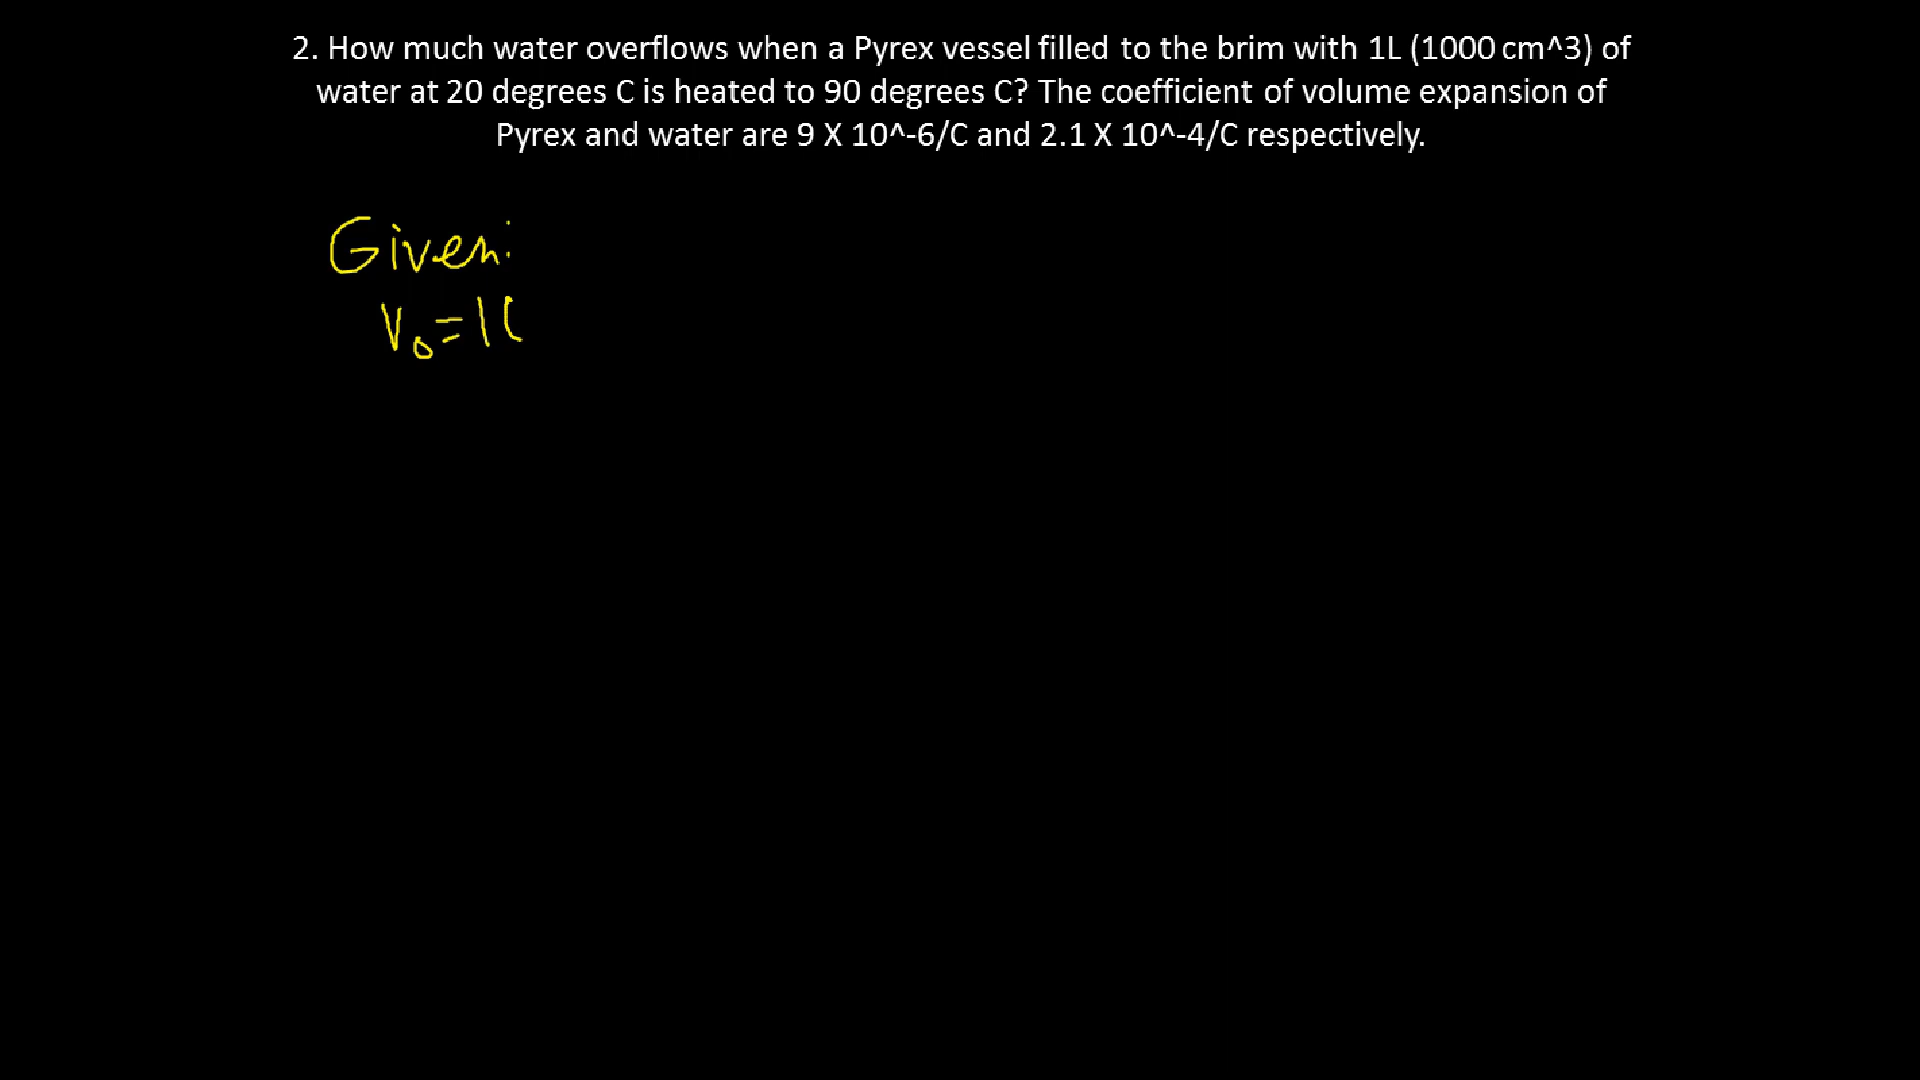 2. How much water overflows when a Pyrex vessel filled to the brim with 1L (1000 cm^3) of
water at 20 degrees C is heated to 90 degrees C? The coefficient of volume expansion of
Pyrex and water are 9 X 10^-6/C and 2.1 X 10^-4/C respectively.
Given:
V₀=1(